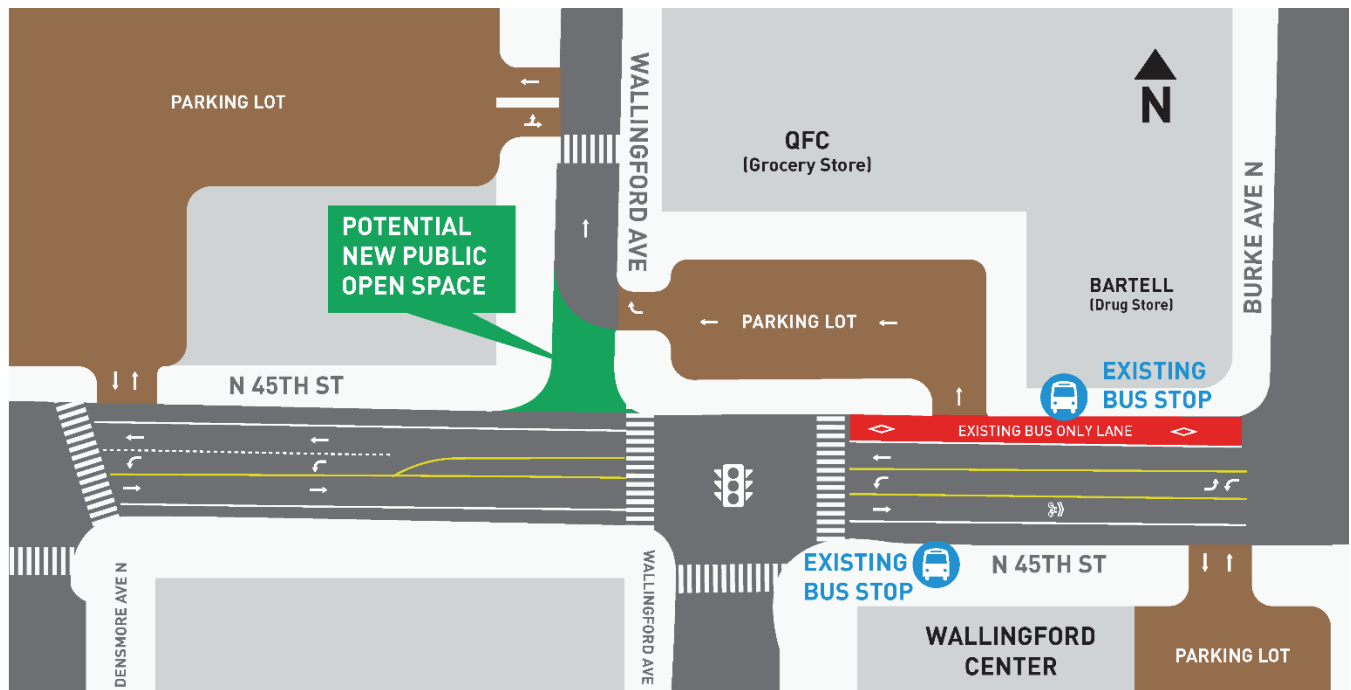 PARKING LOT
WALLINGFORD AVE
QFC
(Grocery Store)
N
BURKE AVE N
POTENTIAL
NEW PUBLIC
OPEN SPACE
BARTELL
(Drug Store)
PARKING LOT
N 45TH ST
EXISTING
BUS STOP
EXISTING BUS ONLY LANE
EXISTING
BUS STOP
N 45TH ST
DENSMORE AVE N
WALLINGFORD AVE
WALLINGFORD
CENTER
PARKING LOT